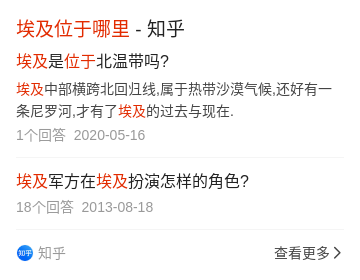 埃及位于哪里 - 知乎
埃及是位于北温带吗?
埃及中部横跨北回归线,属于热带沙漠气候,还好有一
条尼罗河,才有了埃及的过去与现在.
1个回答 2020-05-16
埃及军方在埃及扮演怎样的角色?
18个回答 2013-08-18
知乎 知乎
查看更多